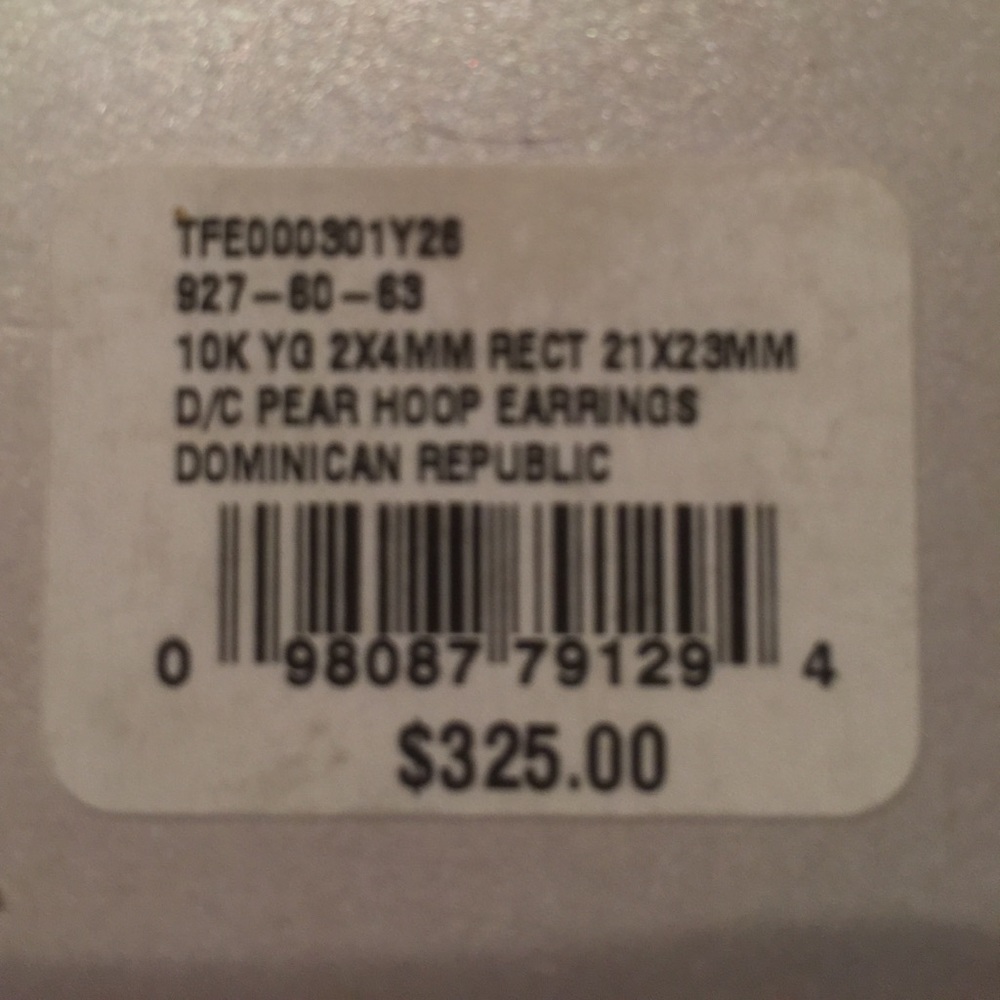 TFE000301Y26
927-60-63
10K YG 2X4MM RECT 21X23MM
D/C PEAR HOOP EARRINGS
DOMINICAN REPUBLIC
0 98087 79129 4
$325.00